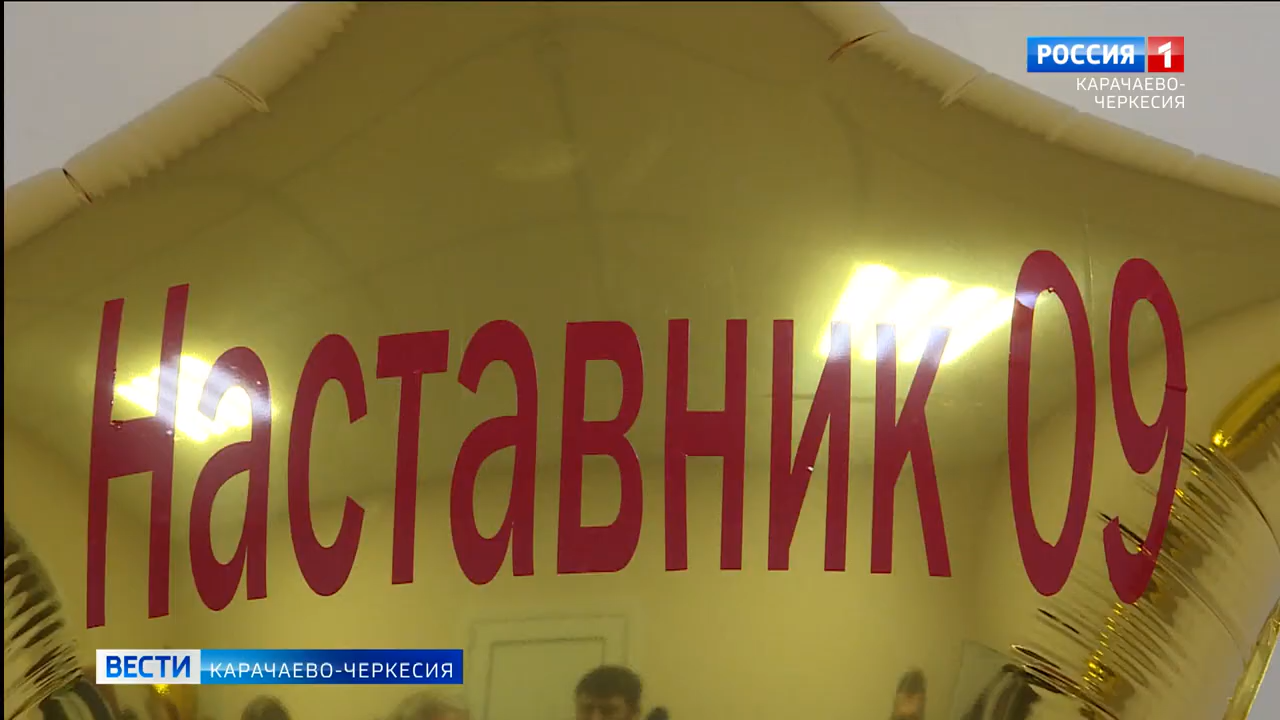 РОССИЯ 1
КАРАЧАЕВО-
ЧЕРКЕСИЯ
Наставник 09
ВЕСТИ КАРАЧАЕВО-ЧЕРКЕСИЯ